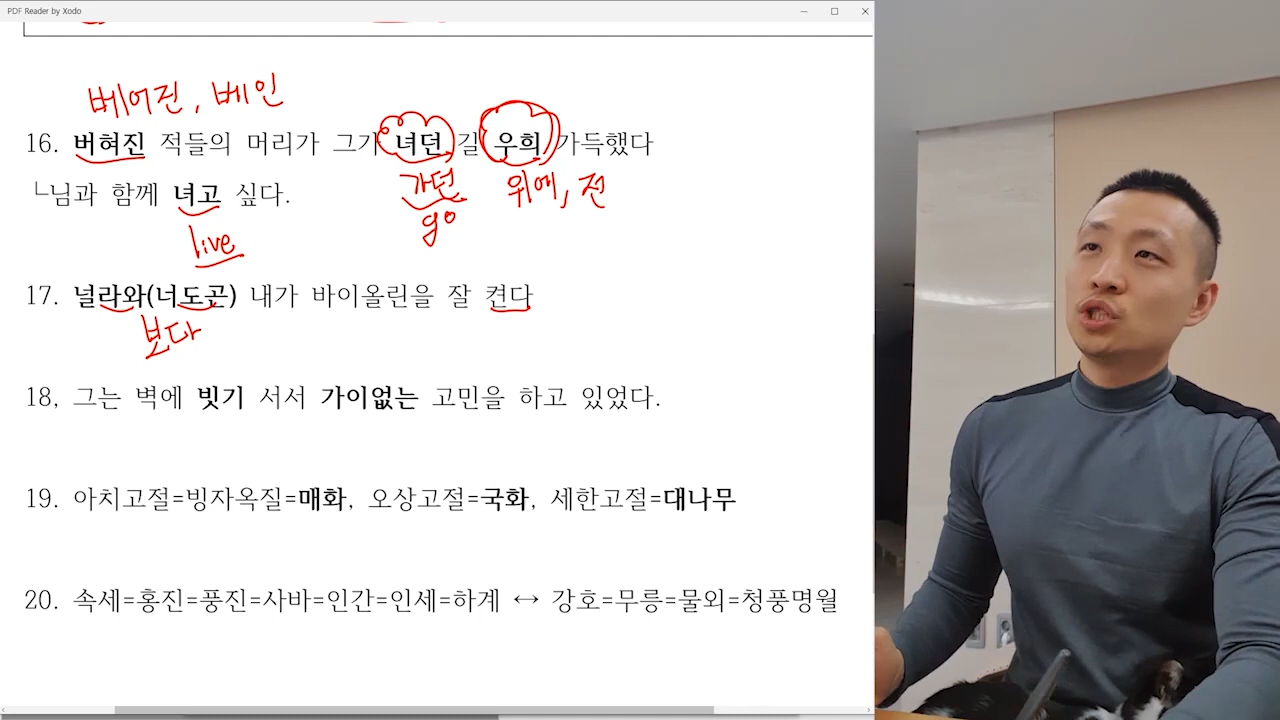 PDF Reader by Xodo
베어진, 베인
16. 버혀진 적들의 머리가 그가 녀던 길 우희 가득했다
가던 위에, 전
go
└님과 함께 녀고 싶다.
live
17. 널라와(너도곤) 내가 바이올린을 잘 켠다
보다
18, 그는 벽에 빗기 서서 가이없는 고민을 하고 있었다.
19. 아치고절=빙자옥질=매화, 오상고절=국화, 세한고절=대나무
20. 속세=홍진=풍진=사바=인간=인세=하계 ↔ 강호=무릉=물외=청풍명월